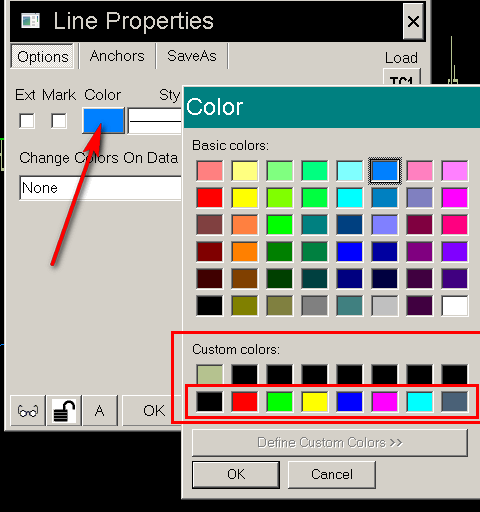 Line Properties
Options Anchors SaveAs
Load
TC1
Ext Mark Color Sty
Change Colors On Data
None
A OK
Color
Basic colors:
Custom colors:
Define Custom Colors >>
OK Cancel